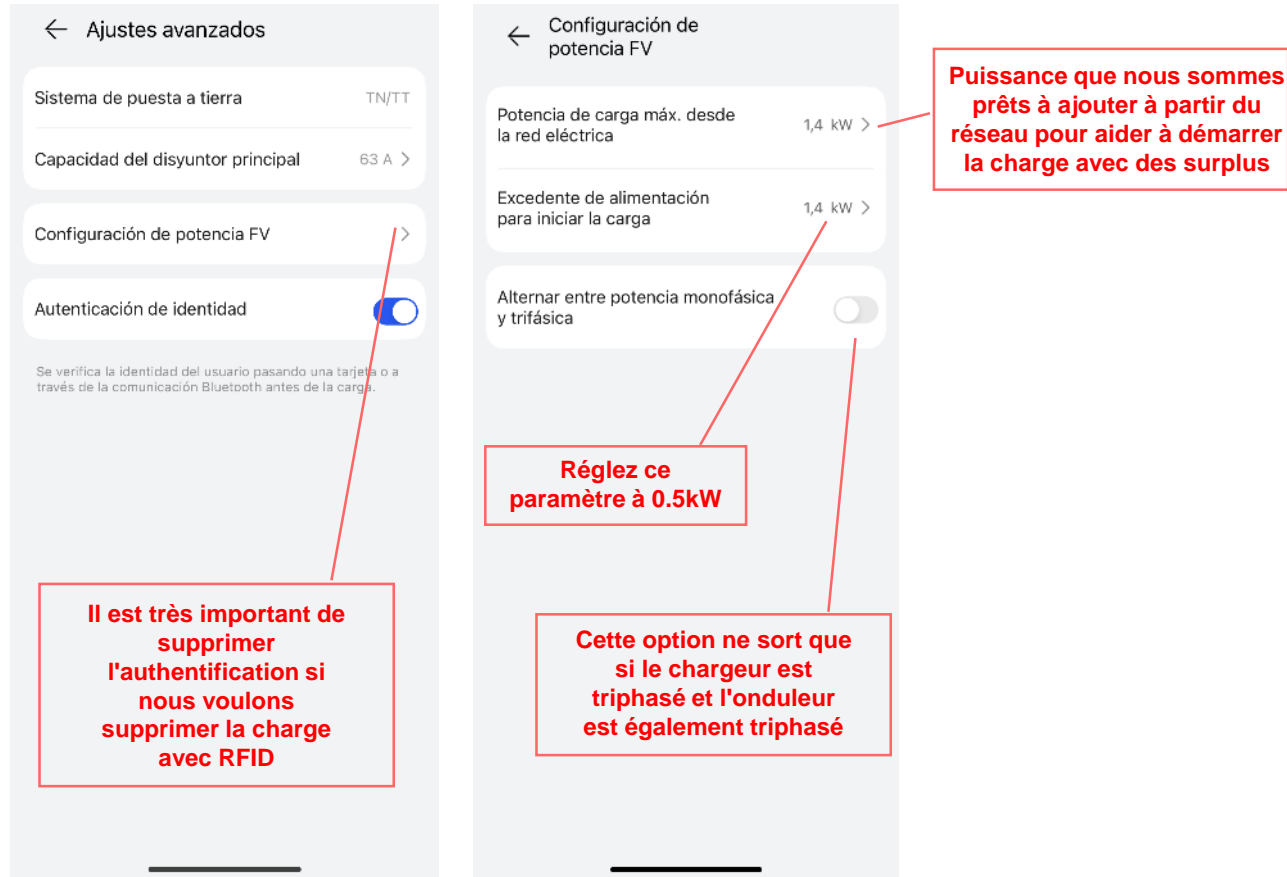 Ajustes avanzados
Sistema de puesta a tierra TN/TT
Capacidad del disyuntor principal 63 A
Configuración de potencia FV
Autenticación de identidad
Se verifica la identidad del usuario pasando una tarjeta o a
través de la comunicación Bluetooth antes de la carga.
Il est très important de
supprimer
l'authentification si
nous voulons
supprimer la charge
avec RFID
Configuración de
potencia FV
Potencia de carga máx. desde
la red eléctrica
1,4 kW
Excedente de alimentación
para iniciar la carga
1,4 kW
Alternar entre potencia monofásica
y trifásica
Réglez ce
paramètre à 0.5kW
Cette option ne sort que
si le chargeur est
triphasé et l'onduleur
est également triphasé
Puissance que nous sommes
prêts à ajouter à partir du
réseau pour aider à démarrer
la charge avec des surplus